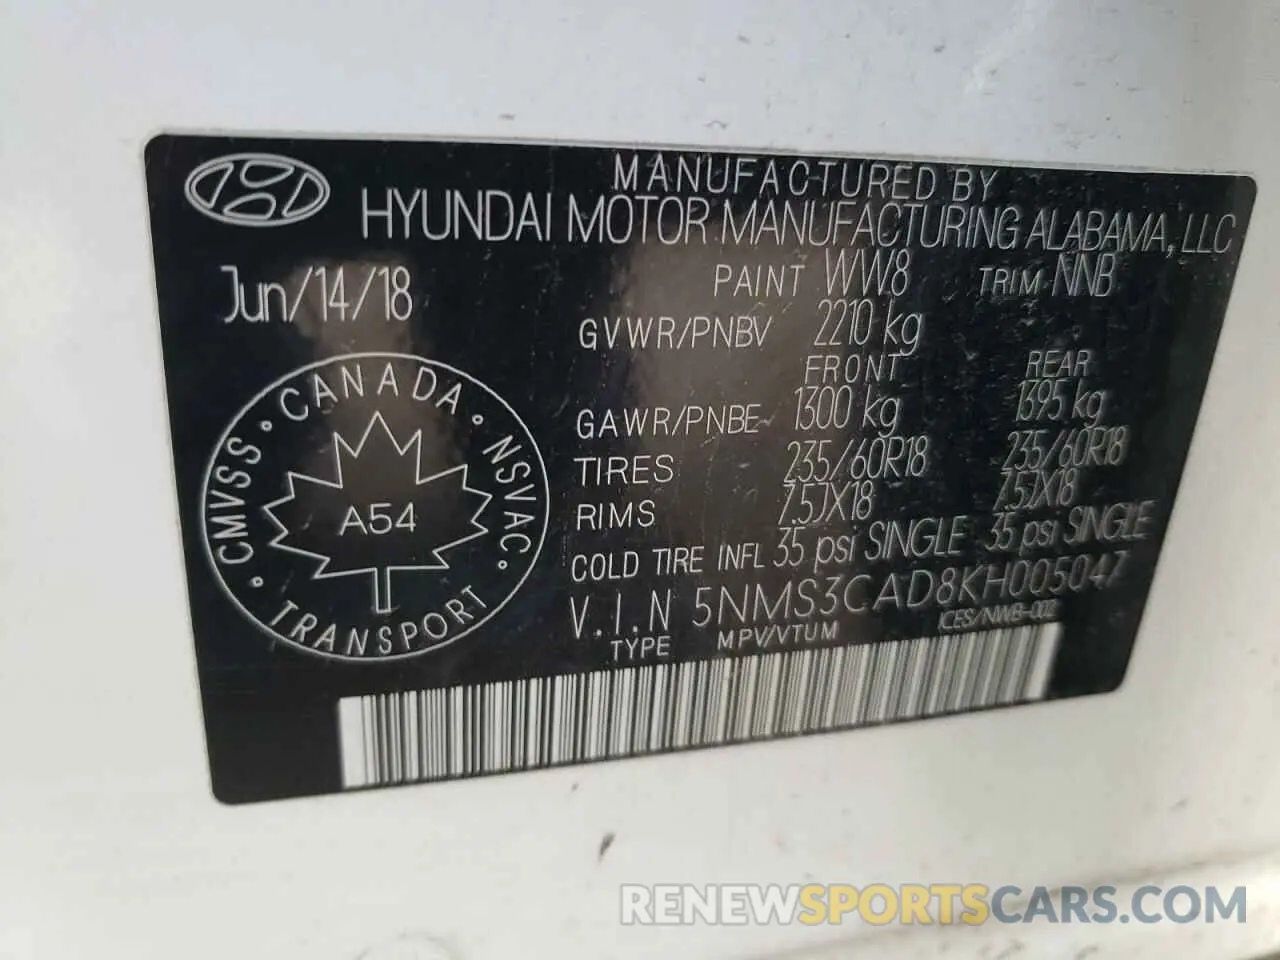 MANUFACTURED BY
HYUNDAI MOTOR MANUFACTURING ALABAMA, LLC
Jun/14/18
PAINT WW8 TRIM NNB
GVWR/PNBV 2210 kg
FRONT REAR
GAWR/PNBE 1300 kg 1395 kg
TIRES 235/60R18 235/60R18
RIMS 7.5JX18 7.5JX18
COLD TIRE INFL 35 psi SINGLE 35 psi SINGLE
V.I.N 5NMS3CAD8KH005047
TYPE MPV/VTUM ICES/NMB-002
CANADA
CMVSS NSVAC
A54
TRANSPORT
RENEWSPORTSCARS.COM